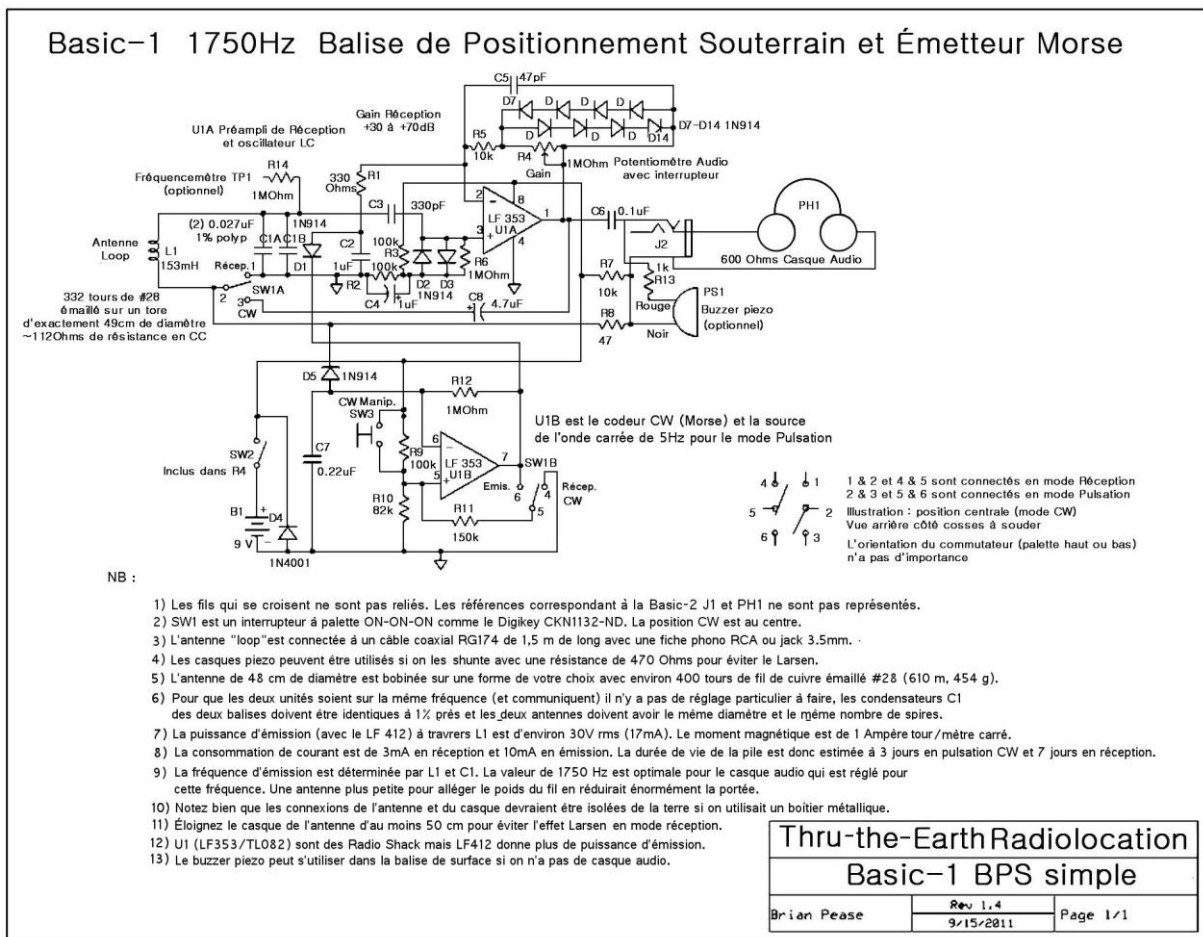 Basic-1 1750Hz Balise de Positionnement Souterrain et Émetteur Morse
C5 47pF
D7 D D D
D D D D14
D7-D14 1N914
Gain Réception
+30 à +70dB
U1A Préampli de Réception
et oscillateur LC
R5
10k
R4
1MOhm
Gain
Potentiomètre Audio
avec interrupteur
R14
1MOhm
Fréquencemètre TP1
(optionnel)
330
Ohms
R1
C3
330pF
2
8
LF 353
U1A
3
4
1
C6
0.1uF
PH1
J2
600 Ohms Casque Audio
(2) 0.027uF
1% polyp
C1A
C1B
1N914
D1
Antenne
Loop
L1
153mH
C2
1uF
100k
R3
100k
R2
C4
1uF
D2
D3
1N914
R6
1MOhm
R7
10k
1k
R13
Rouge
PS1
Buzzer piezo
(optionnel)
Noir
R8
47
Récep.
1
2
SW1A
3
CW
C8
4.7uF
332 tours de #28
émaillé sur un tore
d'exactement 49cm de diamètre
~112Ohms de résistance en CC
D5
1N914
R12
1MOhm
CW Manip.
SW3
U1B est le codeur CW (Morse) et la source
de l'onde carrée de 5Hz pour le mode Pulsation
SW2
Inclus dans R4
C7
0.22uF
R9
100k
6
LF 353
U1B
5
7
SW1B
Emis.
6
4
5
Récep.
CW
R10
82k
R11
150k
B1
9 V
D4
1N4001
4
1
5
2
6
3
1 & 2 et 4 & 5 sont connectés en mode Réception
2 & 3 et 5 & 6 sont connectés en mode Pulsation
Illustration : position centrale (mode CW)
Vue arrière côté cosses à souder
L'orientation du commutateur (palette haut ou bas)
n'a pas d'importance
NB :
1) Les fils qui se croisent ne sont pas reliés. Les références correspondant à la Basic-2 J1 et PH1 ne sont pas représentés.
2) SW1 est un interrupteur à palette ON-ON-ON comme le Digikey CKN1132-ND. La position CW est au centre.
3) L'antenne "loop"est connectée à un câble coaxial RG174 de 1,5 m de long avec une fiche phono RCA ou jack 3.5mm.
4) Les casques piezo peuvent être utilisés si on les shunte avec une résistance de 470 Ohms pour éviter le Larsen.
5) L'antenne de 48 cm de diamètre est bobinée sur une forme de votre choix avec environ 400 tours de fil de cuivre émaillé #28 (610 m, 454 g).
6) Pour que les deux unités soient sur la même fréquence (et communiquent) il n'y a pas de réglage particulier à faire, les condensateurs C1
des deux balises doivent être identiques à 1% près et les deux antennes doivent avoir le même diamètre et le même nombre de spires.
7) La puissance d'émission (avec le LF 412) à travers L1 est d'environ 30V rms (17mA). Le moment magnétique est de 1 Ampère tour/mètre carré.
8) La consommation de courant est de 3mA en réception et 10mA en émission. La durée de vie de la pile est donc estimée à 3 jours en pulsation CW et 7 jours en réception.
9) La fréquence d'émission est déterminée par L1 et C1. La valeur de 1750 Hz est optimale pour le casque audio qui est réglé pour
cette fréquence. Une antenne plus petite pour alléger le poids du fil en réduirait énormément la portée.
10) Notez bien que les connexions de l'antenne et du casque devraient être isolées de la terre si on utilisait un boîtier métallique.
11) Éloignez le casque de l'antenne d'au moins 50 cm pour éviter l'effet Larsen en mode réception.
12) U1 (LF353/TL082) sont des Radio Shack mais LF412 donne plus de puissance d'émission.
13) Le buzzer piezo peut s'utiliser dans la balise de surface si on n'a pas de casque audio.
Thru-the-Earth Radiolocation
Basic-1 BPS simple
Brian Pease
Rev 1.4
9/15/2011
Page 1/1